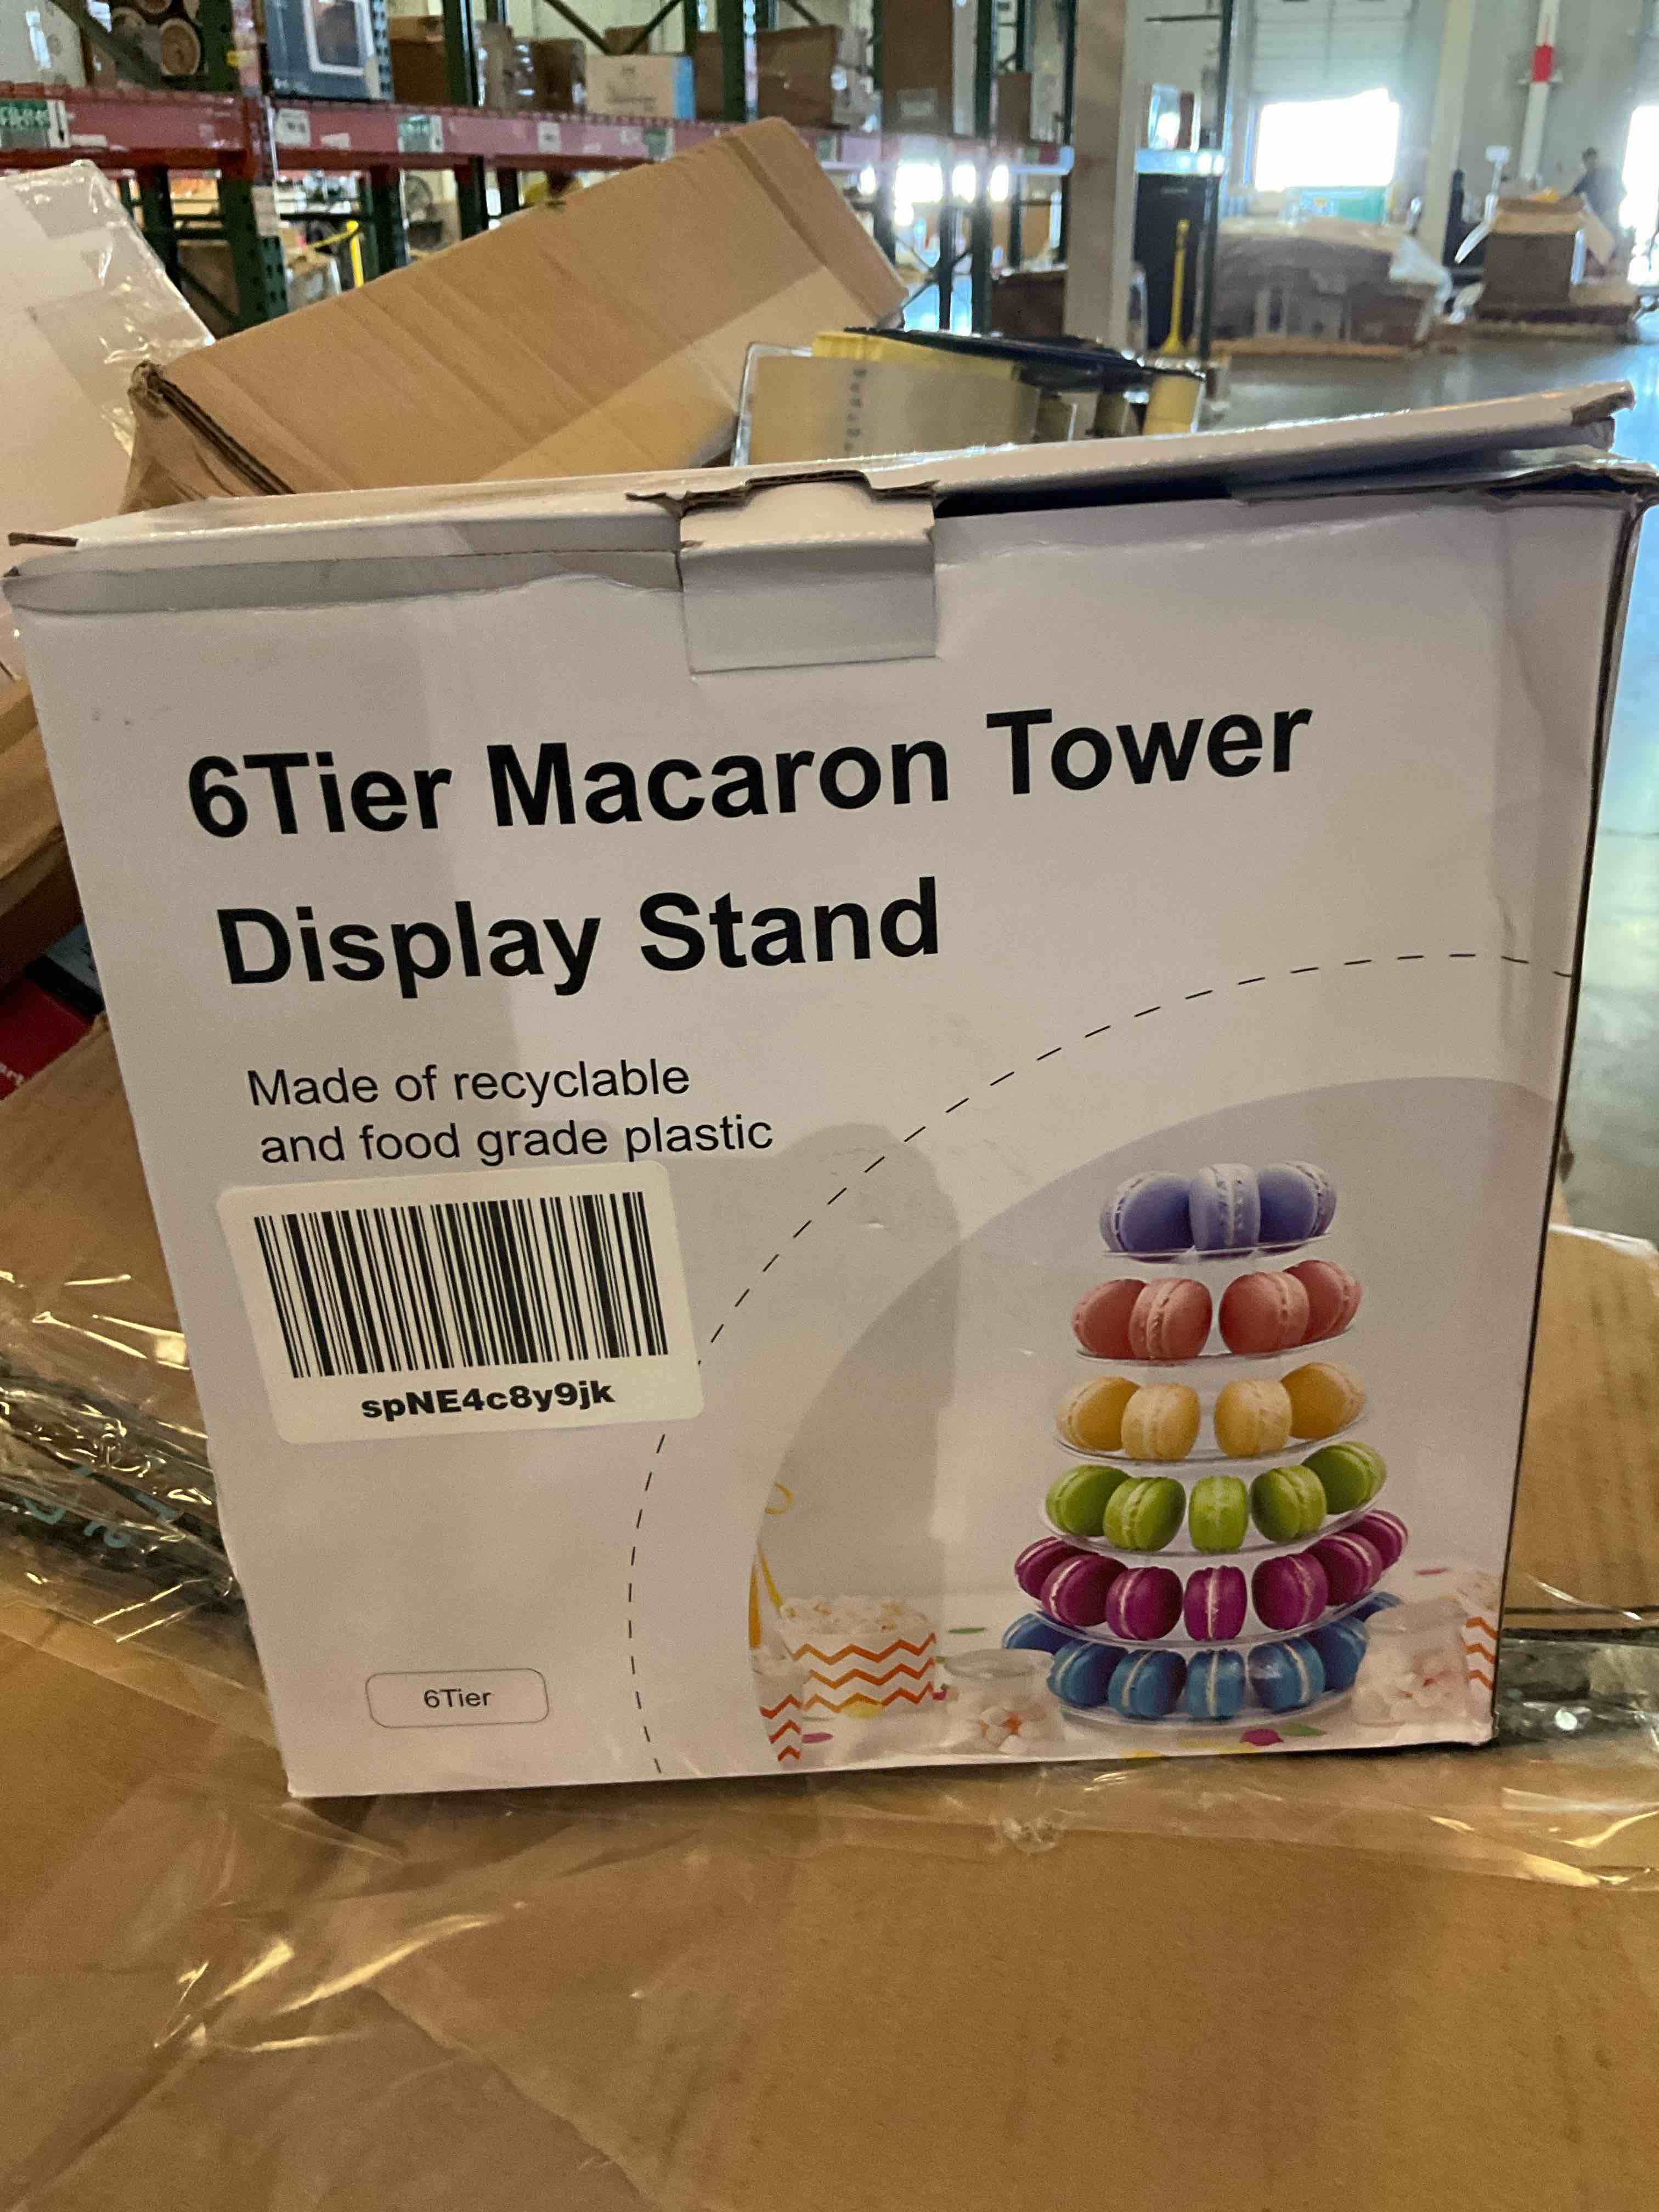 6Tier Macaron Tower
Display Stand
Made of recyclable
and food grade plastic
spNE4c8y9jk
6Tier